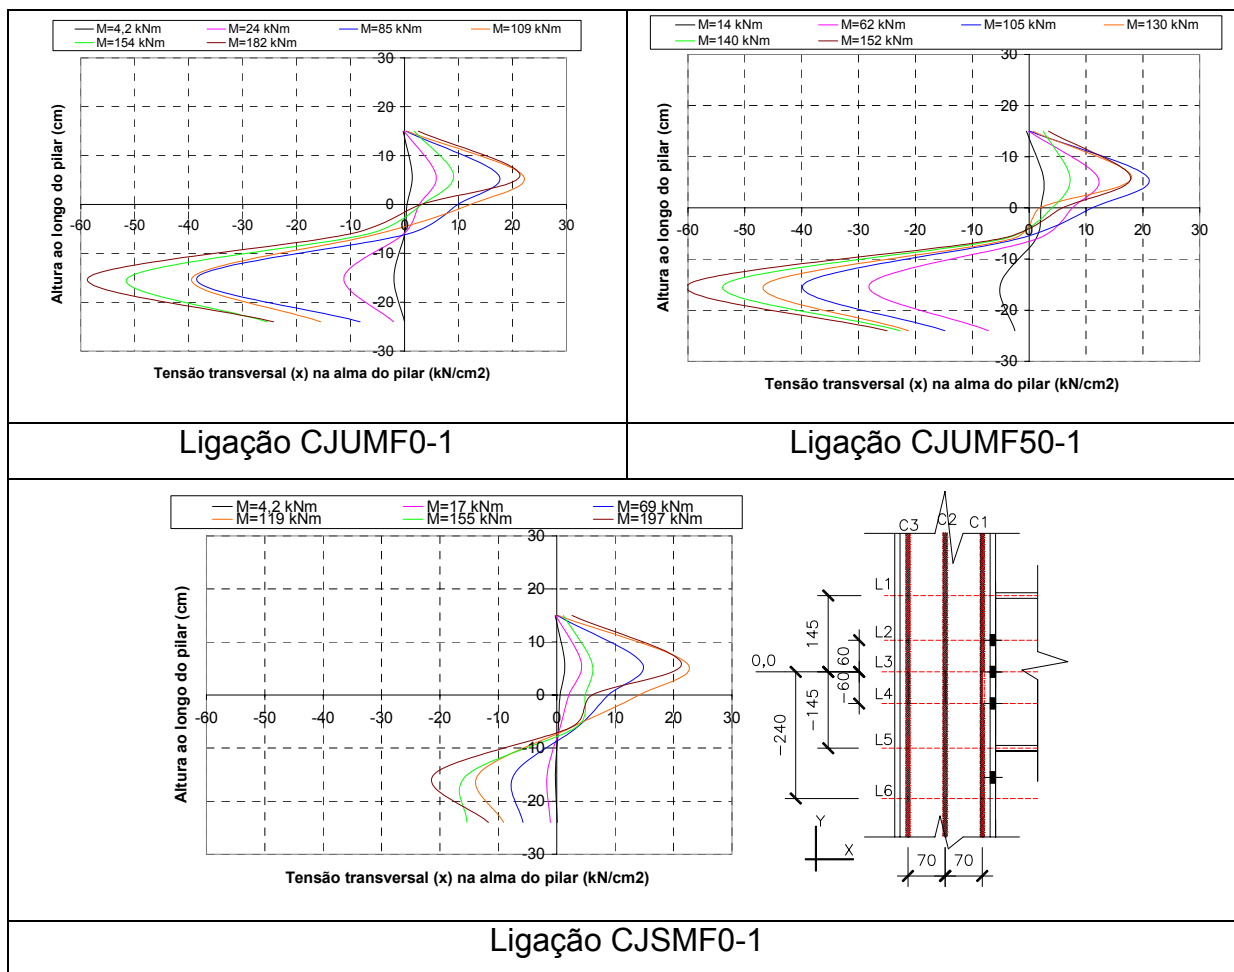 M=4,2 kNm M=24 kNm M=85 kNm M=109 kNm
M=154 kNm M=182 kNm
30
20
10
0
-10
-20
-30
-60 -50 -40 -30 -20 -10 0 10 20 30
Altura ao longo do pilar (cm)
Tensão transversal (x) na alma do pilar (kN/cm2)
M=14 kNm M=62 kNm M=105 kNm M=130 kNm
M=140 kNm M=152 kNm
30
20
10
0
-10
-20
-30
-60 -50 -40 -30 -20 -10 0 10 20 30
Altura ao longo do pilar (cm)
Tensão transversal (x) na alma do pilar (kN/cm2)
Ligação CJUMF0-1
Ligação CJUMF50-1
M=4,2 kNm M=17 kNm M=69 kNm
M=119 kNm M=155 kNm M=197 kNm
30
20
10
0
-10
-20
-30
-60 -50 -40 -30 -20 -10 0 10 20 30
Altura ao longo do pilar (cm)
Tensão transversal (x) na alma do pilar (kN/cm2)
C3 C2 C1
L1
L2
L3
L4
L5
L6
0,0
145
60
-60
-145
-240
Y
X
70 70
Ligação CJSMF0-1